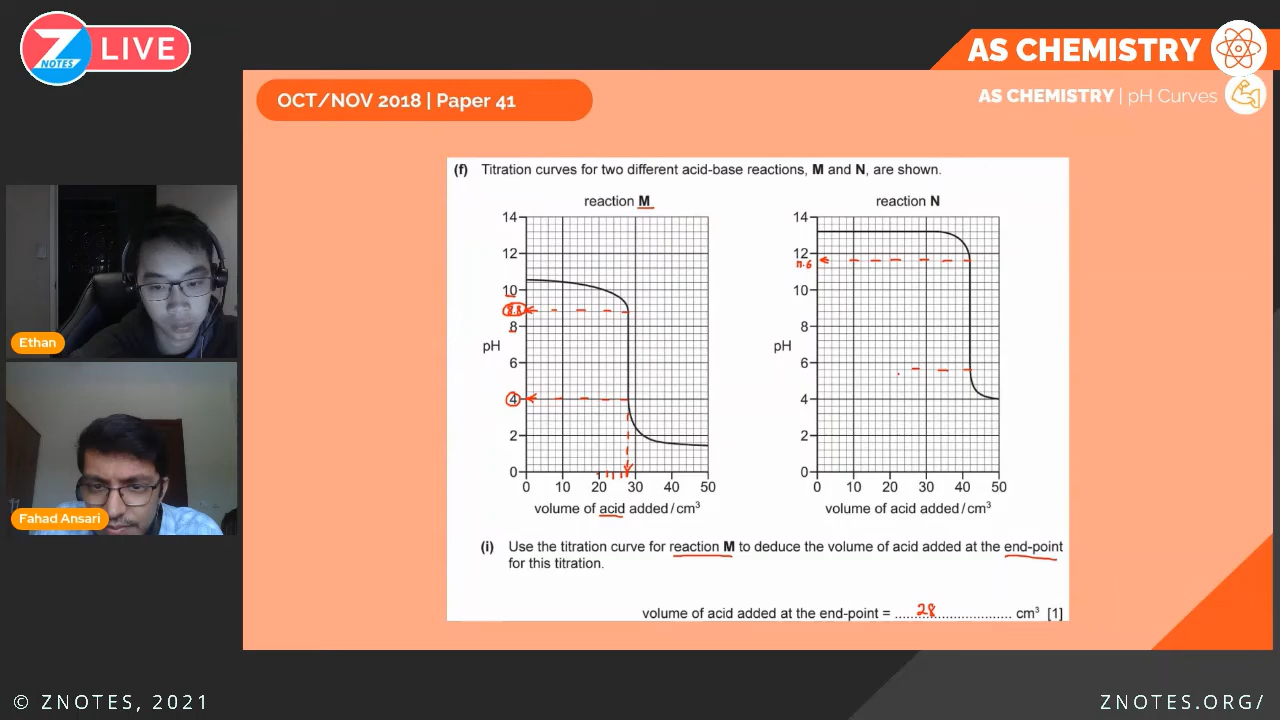 Z NOTES LIVE
AS CHEMISTRY
OCT/NOV 2018 | Paper 41
AS CHEMISTRY | pH Curves
(f) Titration curves for two different acid-base reactions, M and N, are shown.
reaction M
14
12
10
8.8
8
pH
6
4
2
0
0 10 20 30 40 50
volume of acid added / cm³
reaction N
14
12
11.6
10
8
pH
6
4
2
0
0 10 20 30 40 50
volume of acid added / cm³
(i) Use the titration curve for reaction M to deduce the volume of acid added at the end-point
for this titration.
volume of acid added at the end-point = ......28...................... cm³ [1]
Ethan
Fahad Ansari
© ZNOTES, 2021
ZNOTES.ORG/